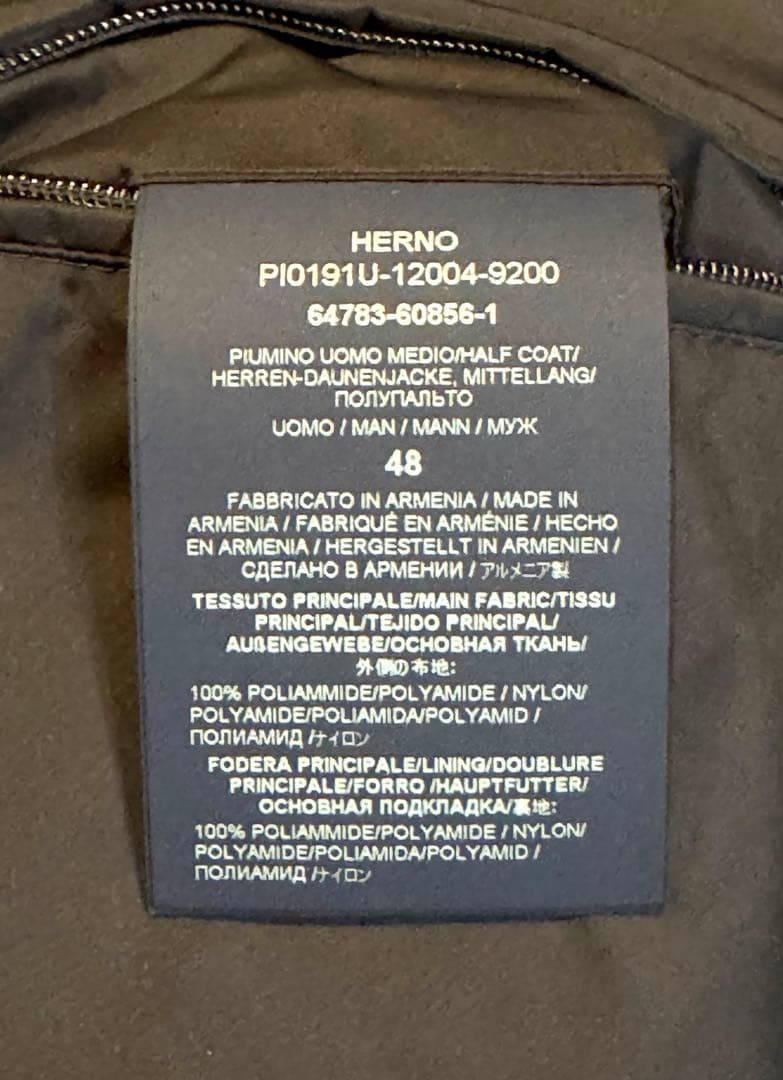 HERNO
PI0191U-12004-9200
64783-60856-1
PIUMINO UOMO MEDIO/HALF COAT/
HERREN-DAUNENJACKE, MITTELLANG/
ПОЛУПАЛЬТО
UOMO / MAN / MANN / МУЖ
48
FABBRICATO IN ARMENIA / MADE IN
ARMENIA / FABRIQUÉ EN ARMÉNIE / HECHO
EN ARMENIA / HERGESTELLT IN ARMENIEN /
СДЕЛАНО В АРМЕНИИ / アルメニア製
TESSUTO PRINCIPALE/MAIN FABRIC/TISSU
PRINCIPAL/TEJIDO PRINCIPAL/
AUßENGEWEBE/ОСНОВНАЯ ТКАНЬ/
外側の布地:
100% POLIAMMIDE/POLYAMIDE / NYLON/
POLYAMIDE/POLIAMIDA/POLYAMID /
ПОЛИАМИД /ナイロン
FODERA PRINCIPALE/LINING/DOUBLURE
PRINCIPALE/FORRO /HAUPTFUTTER/
ОСНОВНАЯ ПОДКЛАДКА/裏地:
100% POLIAMMIDE/POLYAMIDE / NYLON/
POLYAMIDE/POLIAMIDA/POLYAMID /
ПОЛИАМИД /ナイロン